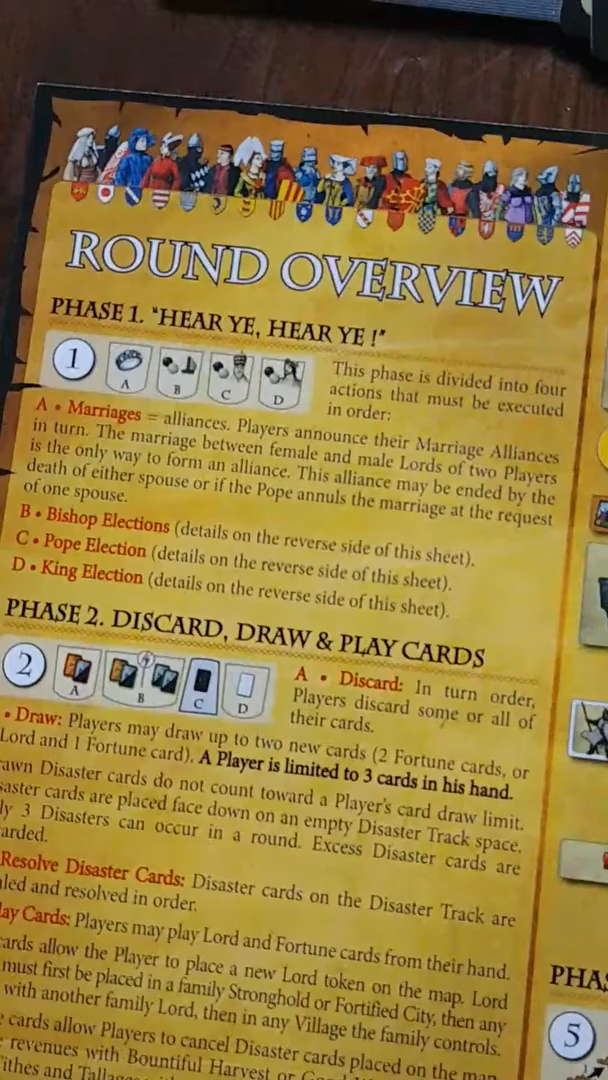 ROUND OVERVIEW
PHASE 1. "HEAR YE, HEAR YE !"
1
A B C D
This phase is divided into four
actions that must be executed
in order:
A • Marriages = alliances. Players announce their Marriage Alliances
in turn. The marriage between female and male Lords of two Players
is the only way to form an alliance. This alliance may be ended by the
death of either spouse or if the Pope annuls the marriage at the request
of one spouse.
B • Bishop Elections (details on the reverse side of this sheet).
C • Pope Election (details on the reverse side of this sheet).
D • King Election (details on the reverse side of this sheet).
PHASE 2. DISCARD, DRAW & PLAY CARDS
2
A B C D
A • Discard: In turn order,
Players discard some or all of
their cards.
• Draw: Players may draw up to two new cards (2 Fortune cards, or
Lord and 1 Fortune card). A Player is limited to 3 cards in his hand.
Disaster cards do not count toward a Player's card draw limit.
cards are placed face down on an empty Disaster Track space.
3 Disasters can occur in a round. Excess Disaster cards are
Resolve Disaster Cards: Disaster cards on the Disaster Track are
and resolved in order.
Cards: Players may play Lord and Fortune cards from their hand.
cards allow the Player to place a new Lord token on the map. Lord
must first be placed in a family Stronghold or Fortified City, then any
with another family Lord, then in any Village the family controls.
cards allow Players to cancel Disaster cards placed on the map
revenues with Bountiful Harvest or
5